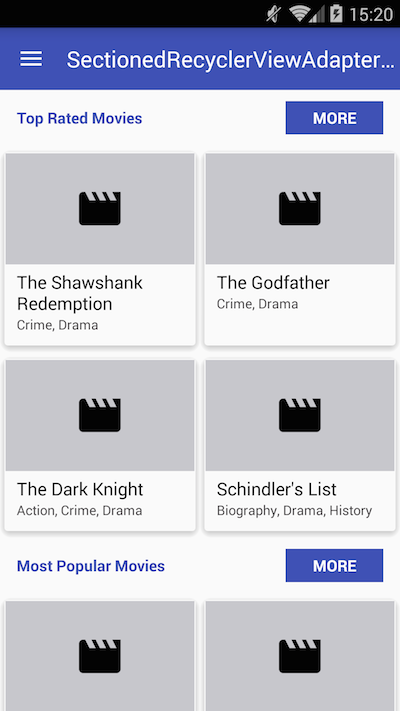 15:20
SectionedRecyclerViewAdapter...
Top Rated Movies
MORE
The Shawshank
Redemption
Crime, Drama
The Godfather
Crime, Drama
The Dark Knight
Action, Crime, Drama
Schindler's List
Biography, Drama, History
Most Popular Movies
MORE